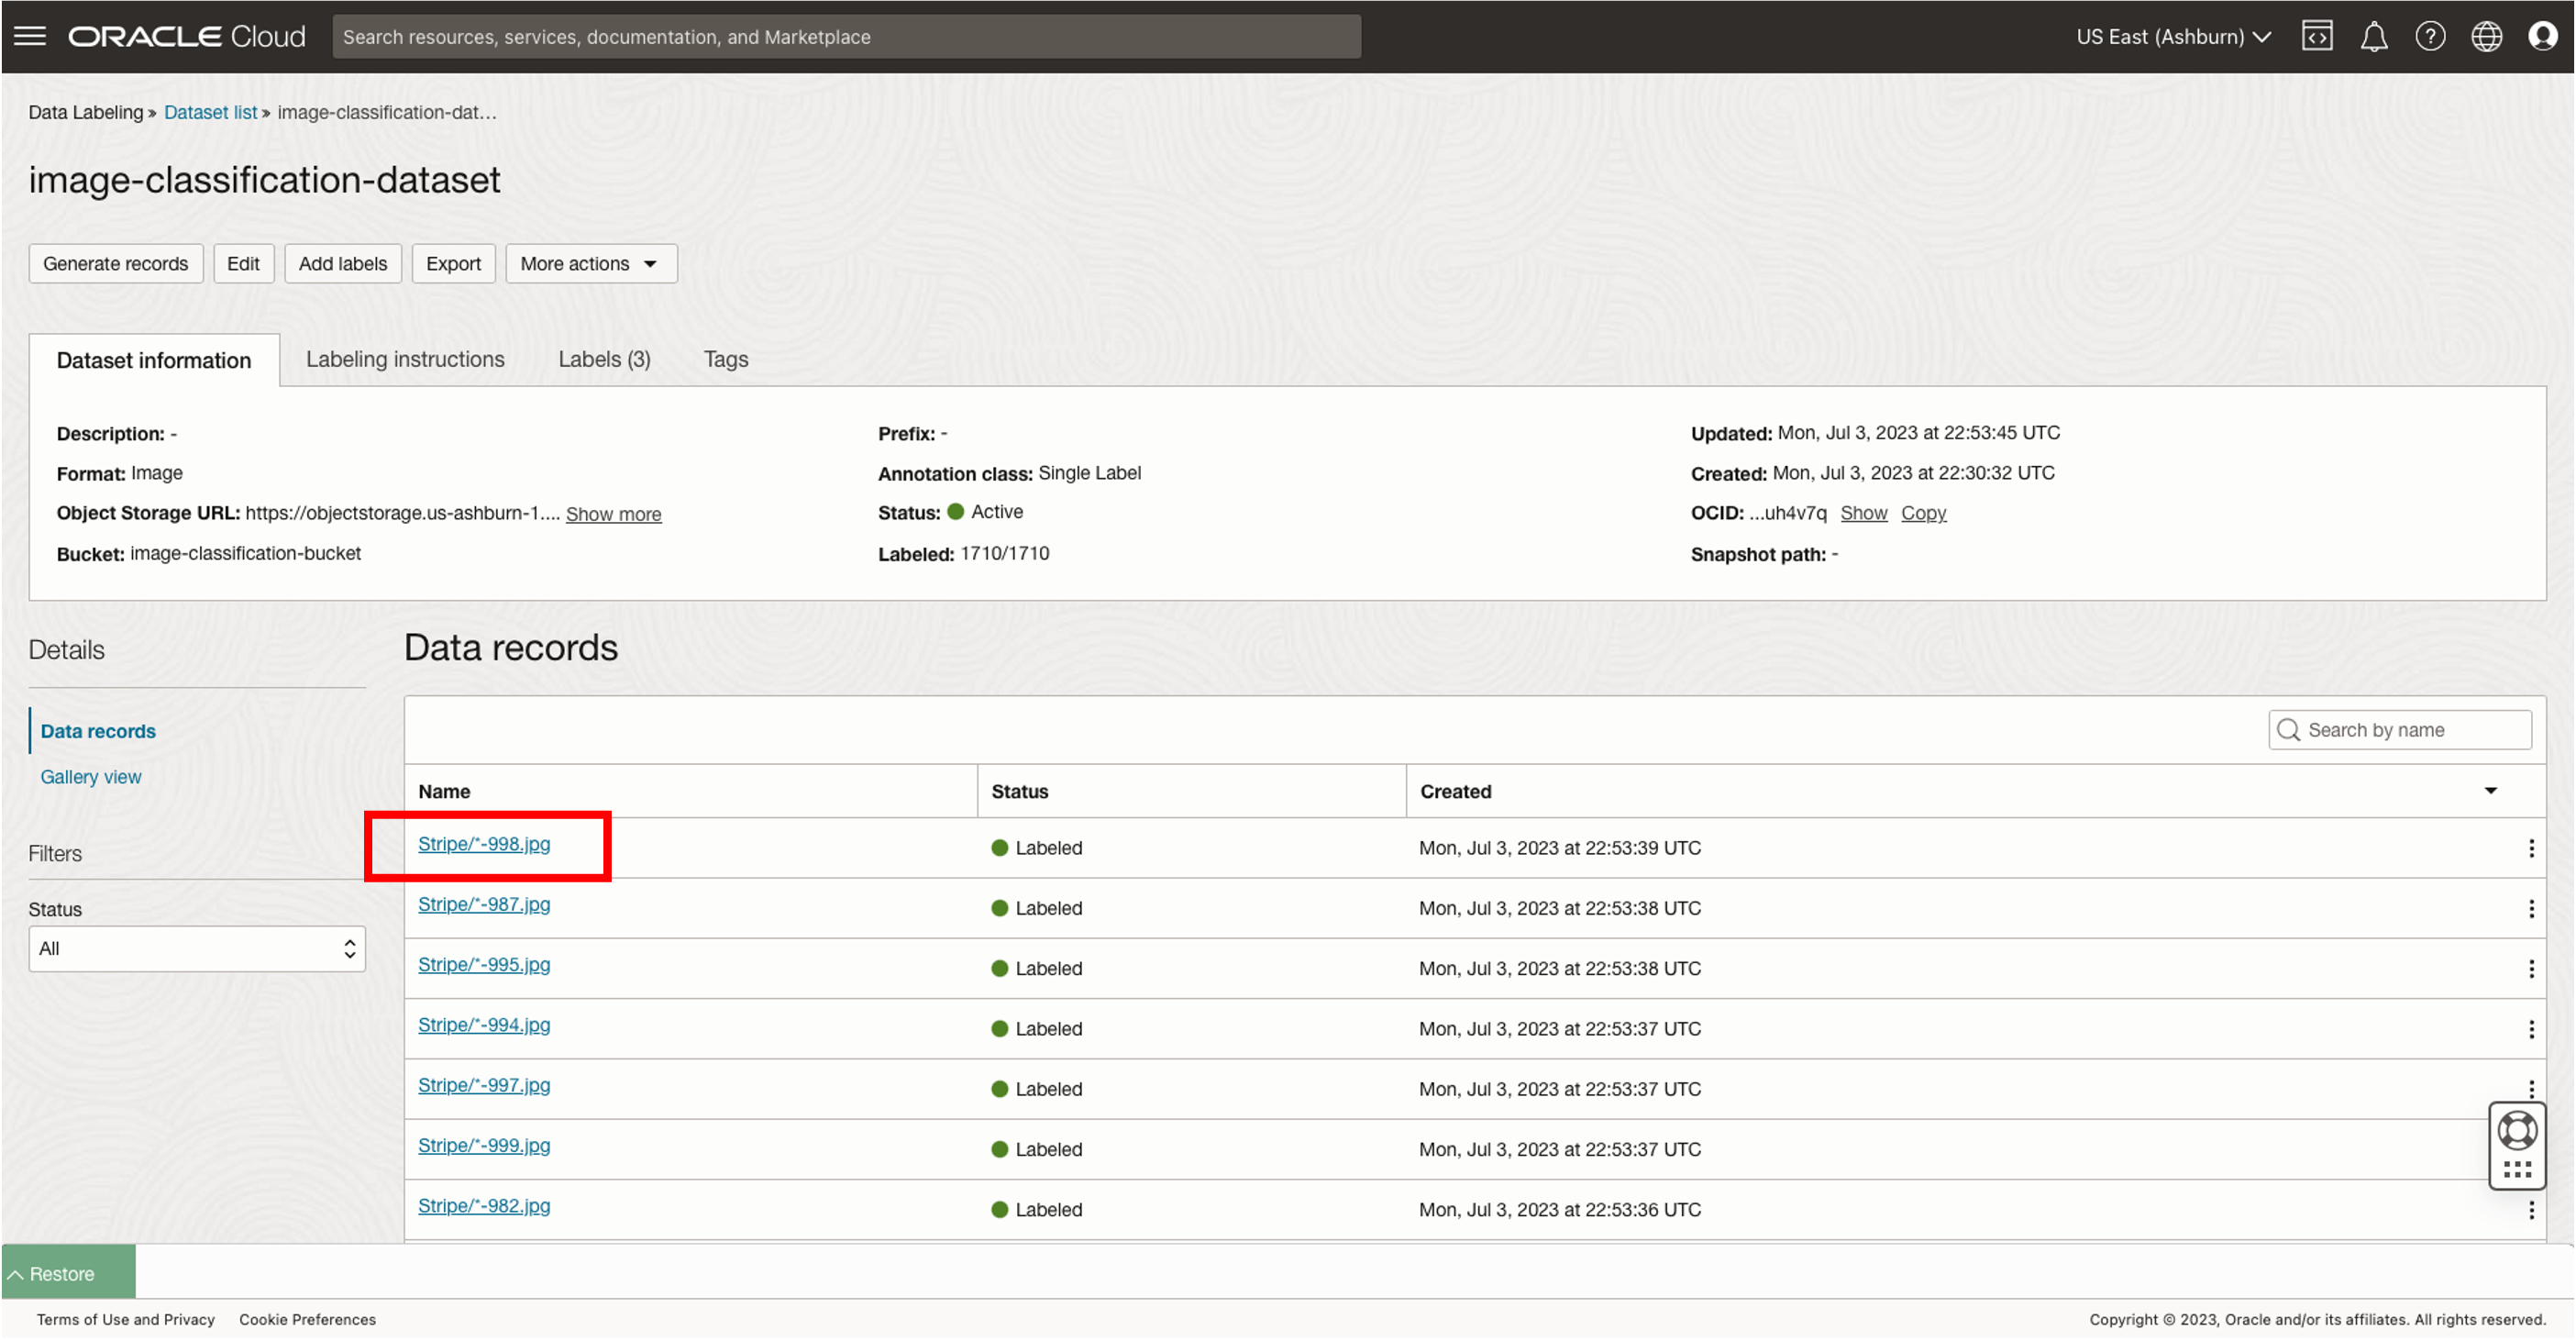 ORACLE Cloud
Search resources, services, documentation, and Marketplace
US East (Ashburn)
Data Labeling » Dataset list » image-classification-dat...
image-classification-dataset
Generate records Edit Add labels Export More actions
Dataset information Labeling instructions Labels (3) Tags
Description: - Prefix: - Updated: Mon, Jul 3, 2023 at 22:53:45 UTC
Format: Image Annotation class: Single Label Created: Mon, Jul 3, 2023 at 22:30:32 UTC
Object Storage URL: https://objectstorage.us-ashburn-1.... Show more Status: Active OCID: ...uh4v7q Show Copy
Bucket: image-classification-bucket Labeled: 1710/1710 Snapshot path: -
Details
Data records
Gallery view
Filters
Status
All
Data records
Search by name
Name Status Created
Stripe/*-998.jpg Labeled Mon, Jul 3, 2023 at 22:53:39 UTC
Stripe/*-987.jpg Labeled Mon, Jul 3, 2023 at 22:53:38 UTC
Stripe/*-995.jpg Labeled Mon, Jul 3, 2023 at 22:53:38 UTC
Stripe/*-994.jpg Labeled Mon, Jul 3, 2023 at 22:53:37 UTC
Stripe/*-997.jpg Labeled Mon, Jul 3, 2023 at 22:53:37 UTC
Stripe/*-999.jpg Labeled Mon, Jul 3, 2023 at 22:53:37 UTC
Stripe/*-982.jpg Labeled Mon, Jul 3, 2023 at 22:53:36 UTC
Restore
Terms of Use and Privacy Cookie Preferences Copyright © 2023, Oracle and/or its affiliates. All rights reserved.